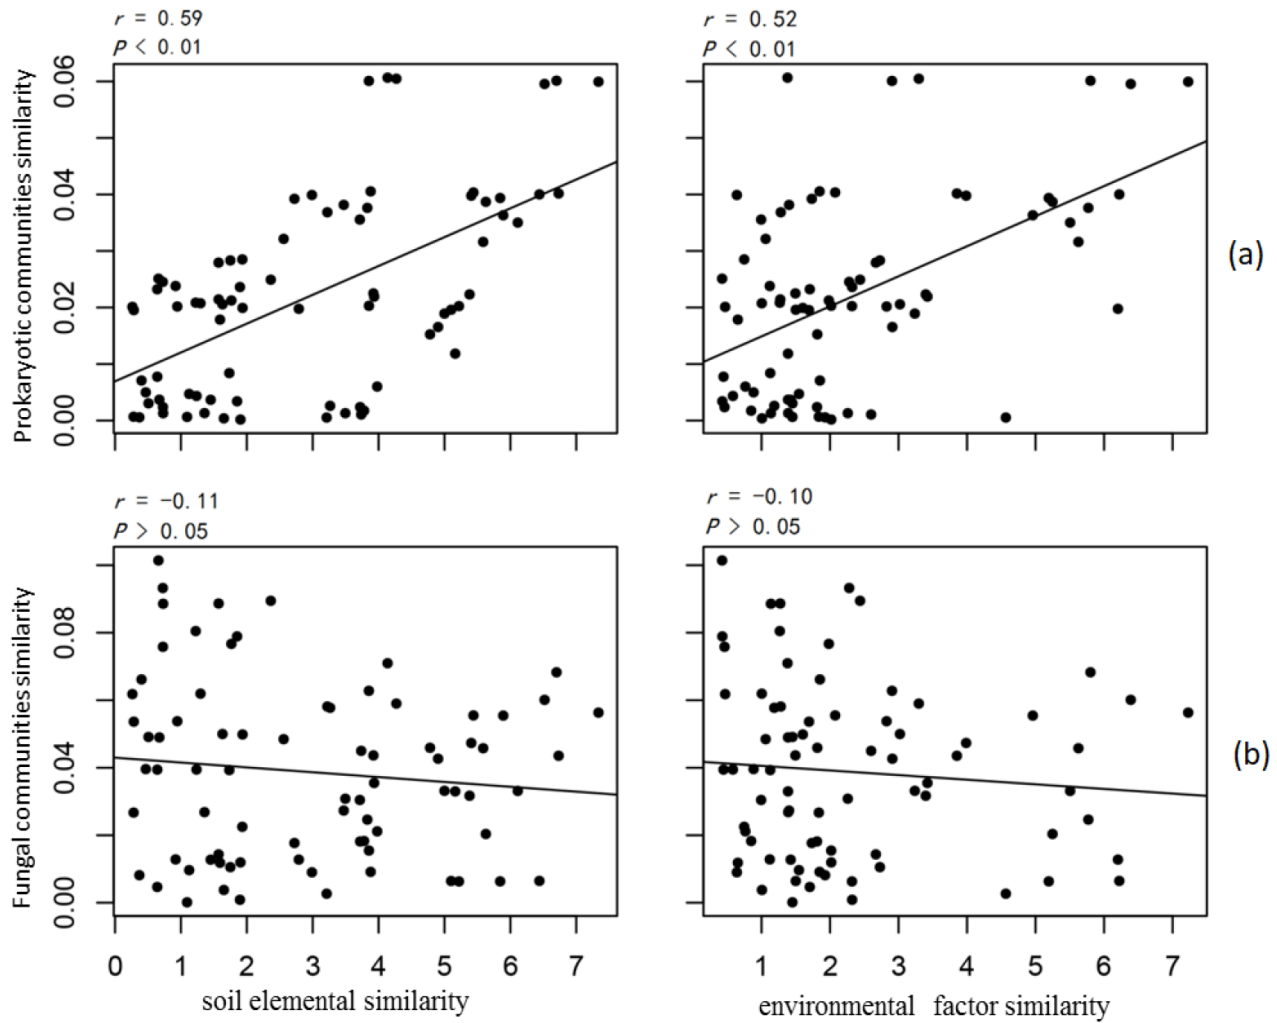 r = 0.59
P < 0.01
r = 0.52
P < 0.01
Prokaryotic communities similarity
0.00 0.02 0.04 0.06
(a)
r = −0.11
P > 0.05
r = −0.10
P > 0.05
Fungal communities similarity
0.00 0.04 0.08
(b)
0 1 2 3 4 5 6 7
1 2 3 4 5 6 7
soil elemental similarity
environmental factor similarity